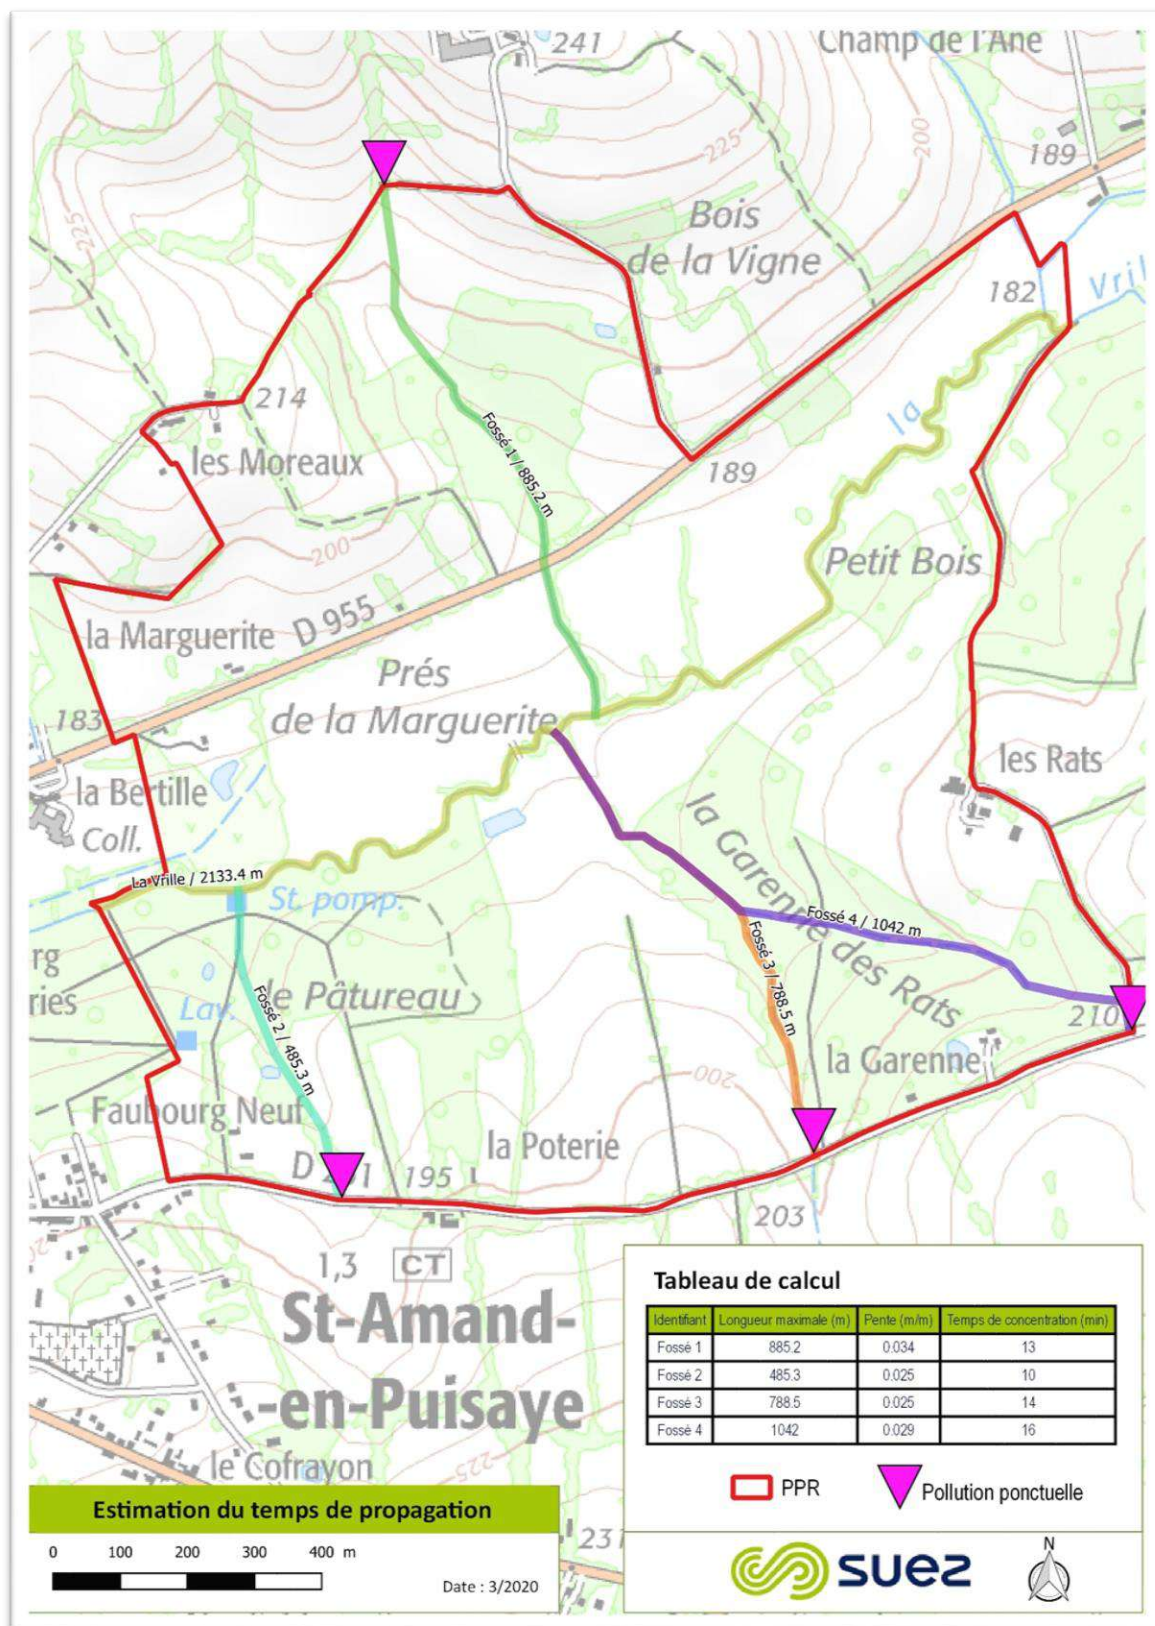 241
Champ de l'Ane
225
200
189
Bois
de la Vigne
225
182
Vril
214
la
les Moreaux
Fossé 1 / 885.2 m
189
200
Petit Bois
la Marguerite
D 955
Prés
de la Marguerite
183
les Rats
la Bertille
Coll.
la Garenne des Rats
La Vrille / 2133.4 m
St. pomp.
Fossé 4 / 1042 m
rg
ries
Fossé 3 / 788.5 m
le Pâtureau
Lav.
Fossé 2 / 485.3 m
210
la Garenne
200
Faubourg Neuf
la Poterie
D
195
203
1,3
CT
St-Amand-
-en-Puisaye
le Cofrayon
225
231
Tableau de calcul
Identifiant Longueur maximale (m) Pente (m/m) Temps de concentration (min)
Fossé 1 885.2 0.034 13
Fossé 2 485.3 0.025 10
Fossé 3 788.5 0.025 14
Fossé 4 1042 0.029 16
PPR
Pollution ponctuelle
Estimation du temps de propagation
0 100 200 300 400 m
Date : 3/2020
suez
N